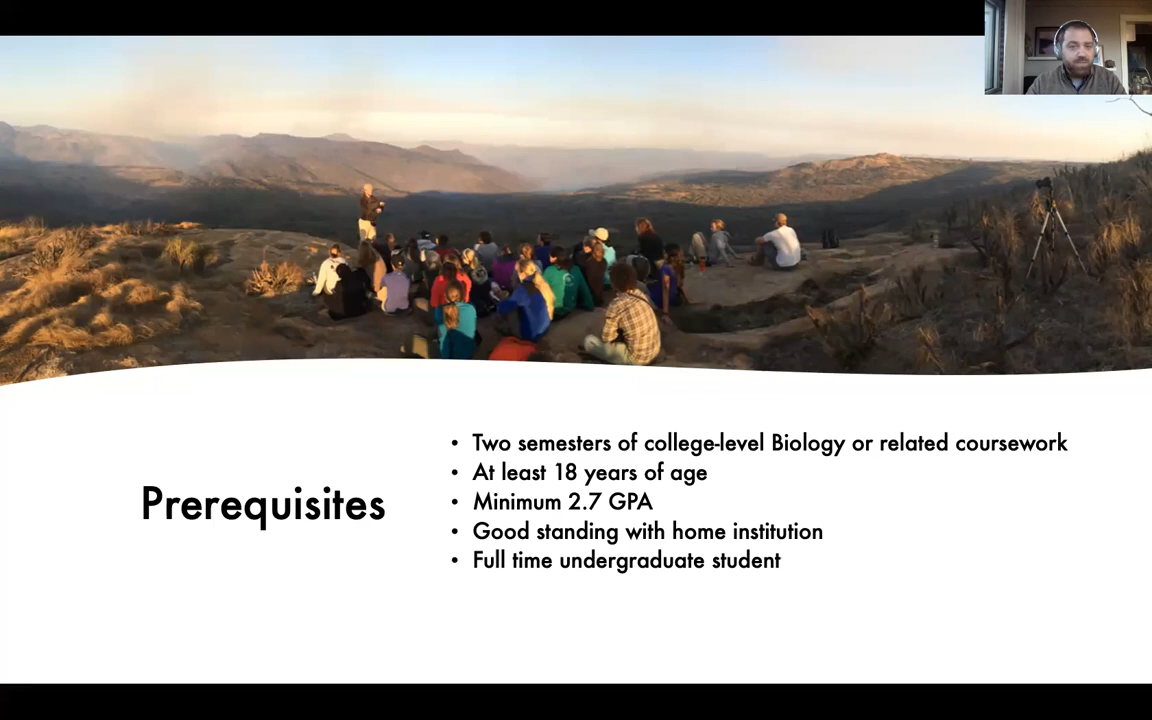 Prerequisites
• Two semesters of college-level Biology or related coursework
• At least 18 years of age
• Minimum 2.7 GPA
• Good standing with home institution
• Full time undergraduate student